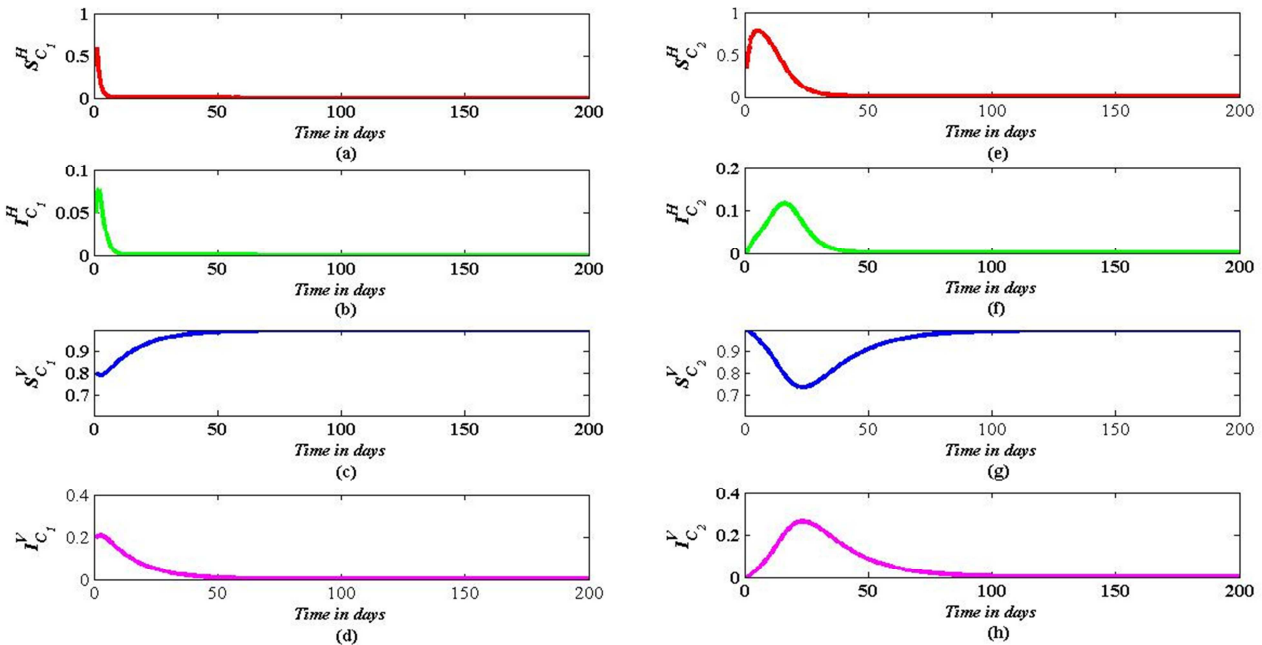 1
0.5
0
S^H_{C_1}
0 50 100 150 200
Time in days
(a)
0.1
0.05
0
I^H_{C_1}
0 50 100 150 200
Time in days
(b)
0.9
0.8
0.7
S^V_{C_1}
0 50 100 150 200
Time in days
(c)
0.4
0.2
0
I^V_{C_1}
0 50 100 150 200
Time in days
(d)
1
0.5
0
S^H_{C_2}
0 50 100 150 200
Time in days
(e)
0.2
0.1
0
I^H_{C_2}
0 50 100 150 200
Time in days
(f)
0.9
0.8
0.7
S^V_{C_2}
0 50 100 150 200
Time in days
(g)
0.4
0.2
0
I^V_{C_2}
0 50 100 150 200
Time in days
(h)